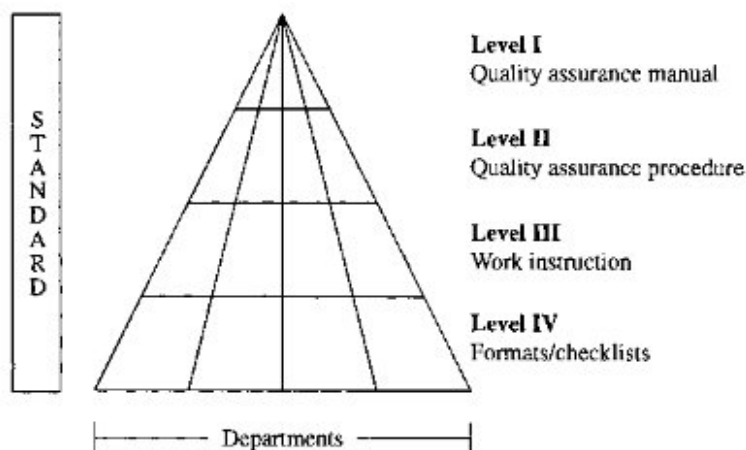 STANDARD
Level I
Quality assurance manual
Level II
Quality assurance procedure
Level III
Work instruction
Level IV
Formats/checklists
Departments